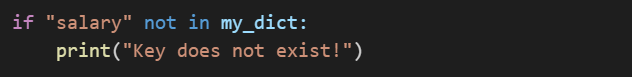 if "salary" not in my_dict:
    print("Key does not exist!")